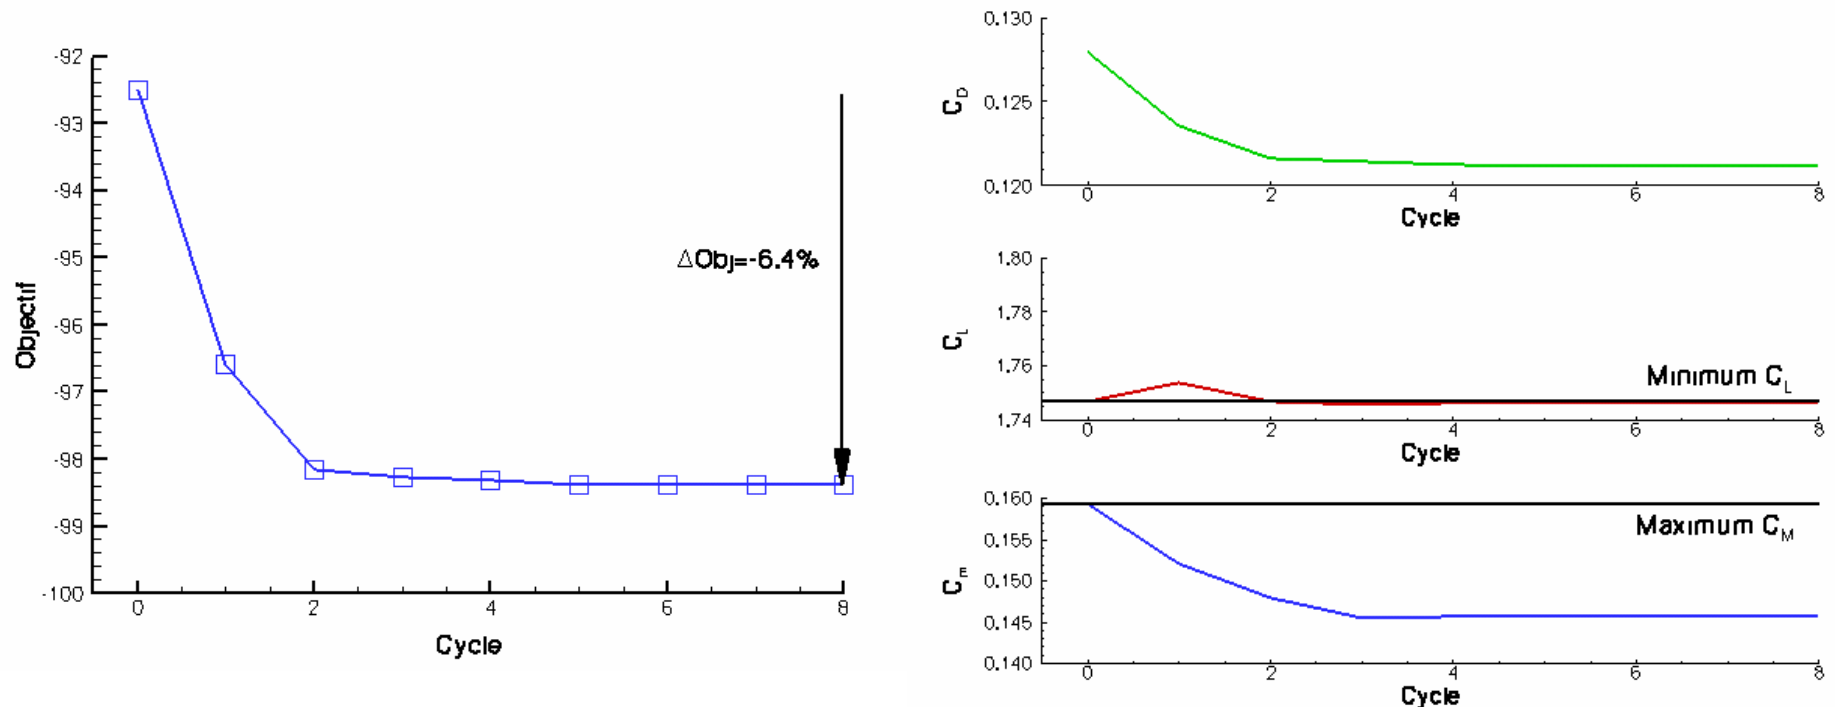 -92
-93
-94
-95
-96
-97
-98
-99
-100
Objectif
ΔObj=-6.4%
0 2 4 6 8
Cycle
0.130
0.125
0.120
C_D
0 2 4 6 8
Cycle
1.80
1.78
1.76
1.74
C_L
Minimum C_L
0 2 4 6 8
Cycle
0.160
0.155
0.150
0.145
0.140
C_m
Maximum C_M
0 2 4 6 8
Cycle